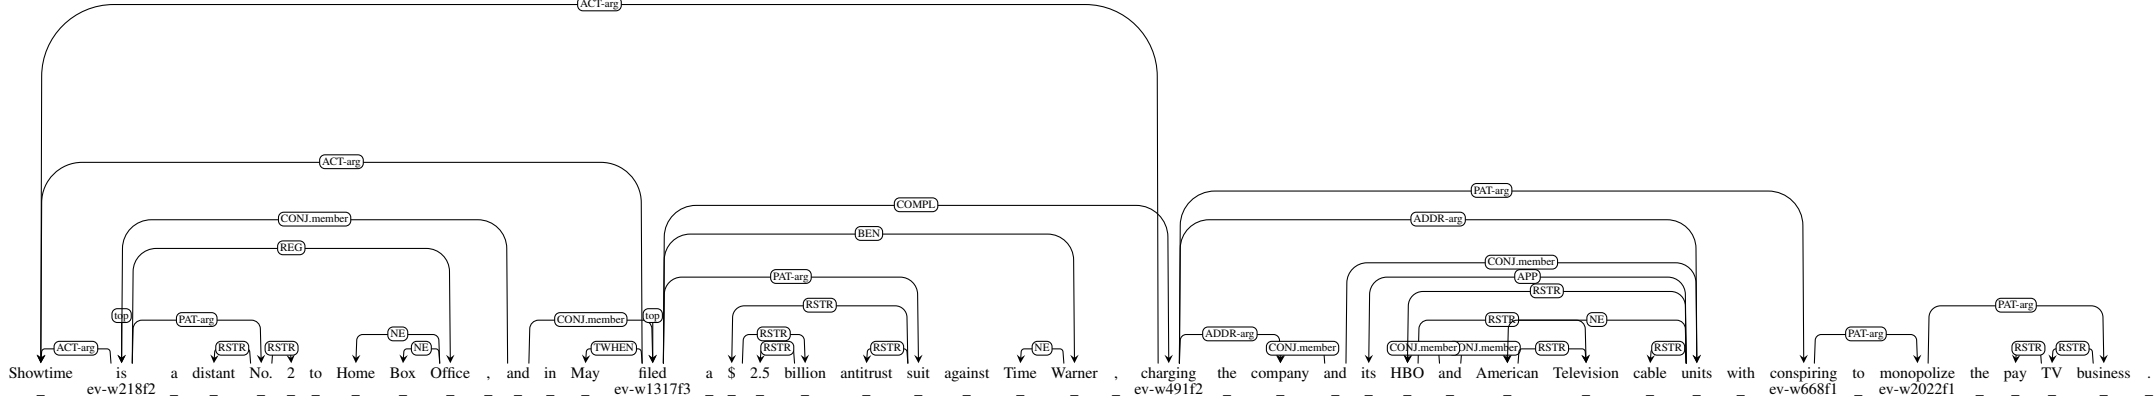 ACT-arg
ACT-arg
PAT-arg
COMPL
CONJ.member ADDR-arg
BEN
REG
CONJ.member
PAT-arg APP
RSTR
RSTR PAT-arg
top PAT-arg CONJ.member top RSTR NE
NE RSTR ADDR-arg PAT-arg
ACT-arg RSTR RSTR NE TWHEN RSTR RSTR NE CONJ.member CONJ.member ONJ.member RSTR RSTR RSTR RSTR
Showtime is a distant No. 2 to Home Box Office , and in May filed a $ 2.5 billion antitrust suit against Time Warner , charging the company and its HBO and American Television cable units with conspiring to monopolize the pay TV business .
_ ev-w218f2 _ _ _ _ _ _ _ _ _ _ _ _ ev-w1317f3 _ _ _ _ _ _ _ _ _ _ ev-w491f2 _ _ _ _ _ _ _ _ _ _ _ ev-w668f1 _ ev-w2022f1 _ _ _ _ _